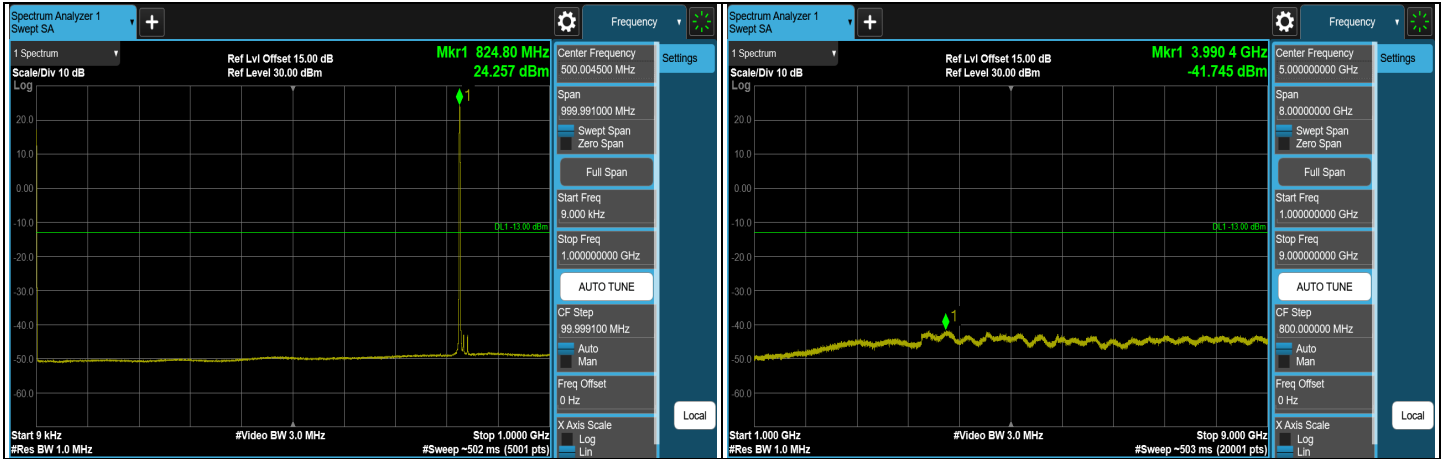 Spectrum Analyzer 1
Swept SA
+
Frequency
1 Spectrum
Scale/Div 10 dB
Log
Ref Lvl Offset 15.00 dB
Ref Level 30.00 dBm
Mkr1 824.80 MHz
24.257 dBm
1
20.0
10.0
0.00
-10.0
-20.0
-30.0
-40.0
-50.0
-60.0
DL1 -13.00 dBm
Start 9 kHz
#Res BW 1.0 MHz
#Video BW 3.0 MHz
Stop 1.0000 GHz
#Sweep ~502 ms (5001 pts)
Center Frequency
500.004500 MHz
Span
999.991000 MHz
Swept Span
Zero Span
Full Span
Start Freq
9.000 kHz
Stop Freq
1.000000000 GHz
AUTO TUNE
CF Step
99.999100 MHz
Auto
Man
Freq Offset
0 Hz
X Axis Scale
Log
Lin
Settings
Local
Spectrum Analyzer 1
Swept SA
+
Frequency
1 Spectrum
Scale/Div 10 dB
Log
Ref Lvl Offset 15.00 dB
Ref Level 30.00 dBm
Mkr1 3.990 4 GHz
-41.745 dBm
1
20.0
10.0
0.00
-10.0
-20.0
-30.0
-40.0
-50.0
-60.0
DL1 -13.00 dBm
Start 1.000 GHz
#Res BW 1.0 MHz
#Video BW 3.0 MHz
Stop 9.000 GHz
#Sweep ~503 ms (20001 pts)
Center Frequency
5.000000000 GHz
Span
8.00000000 GHz
Swept Span
Zero Span
Full Span
Start Freq
1.000000000 GHz
Stop Freq
9.000000000 GHz
AUTO TUNE
CF Step
800.000000 MHz
Auto
Man
Freq Offset
0 Hz
X Axis Scale
Log
Lin
Settings
Local